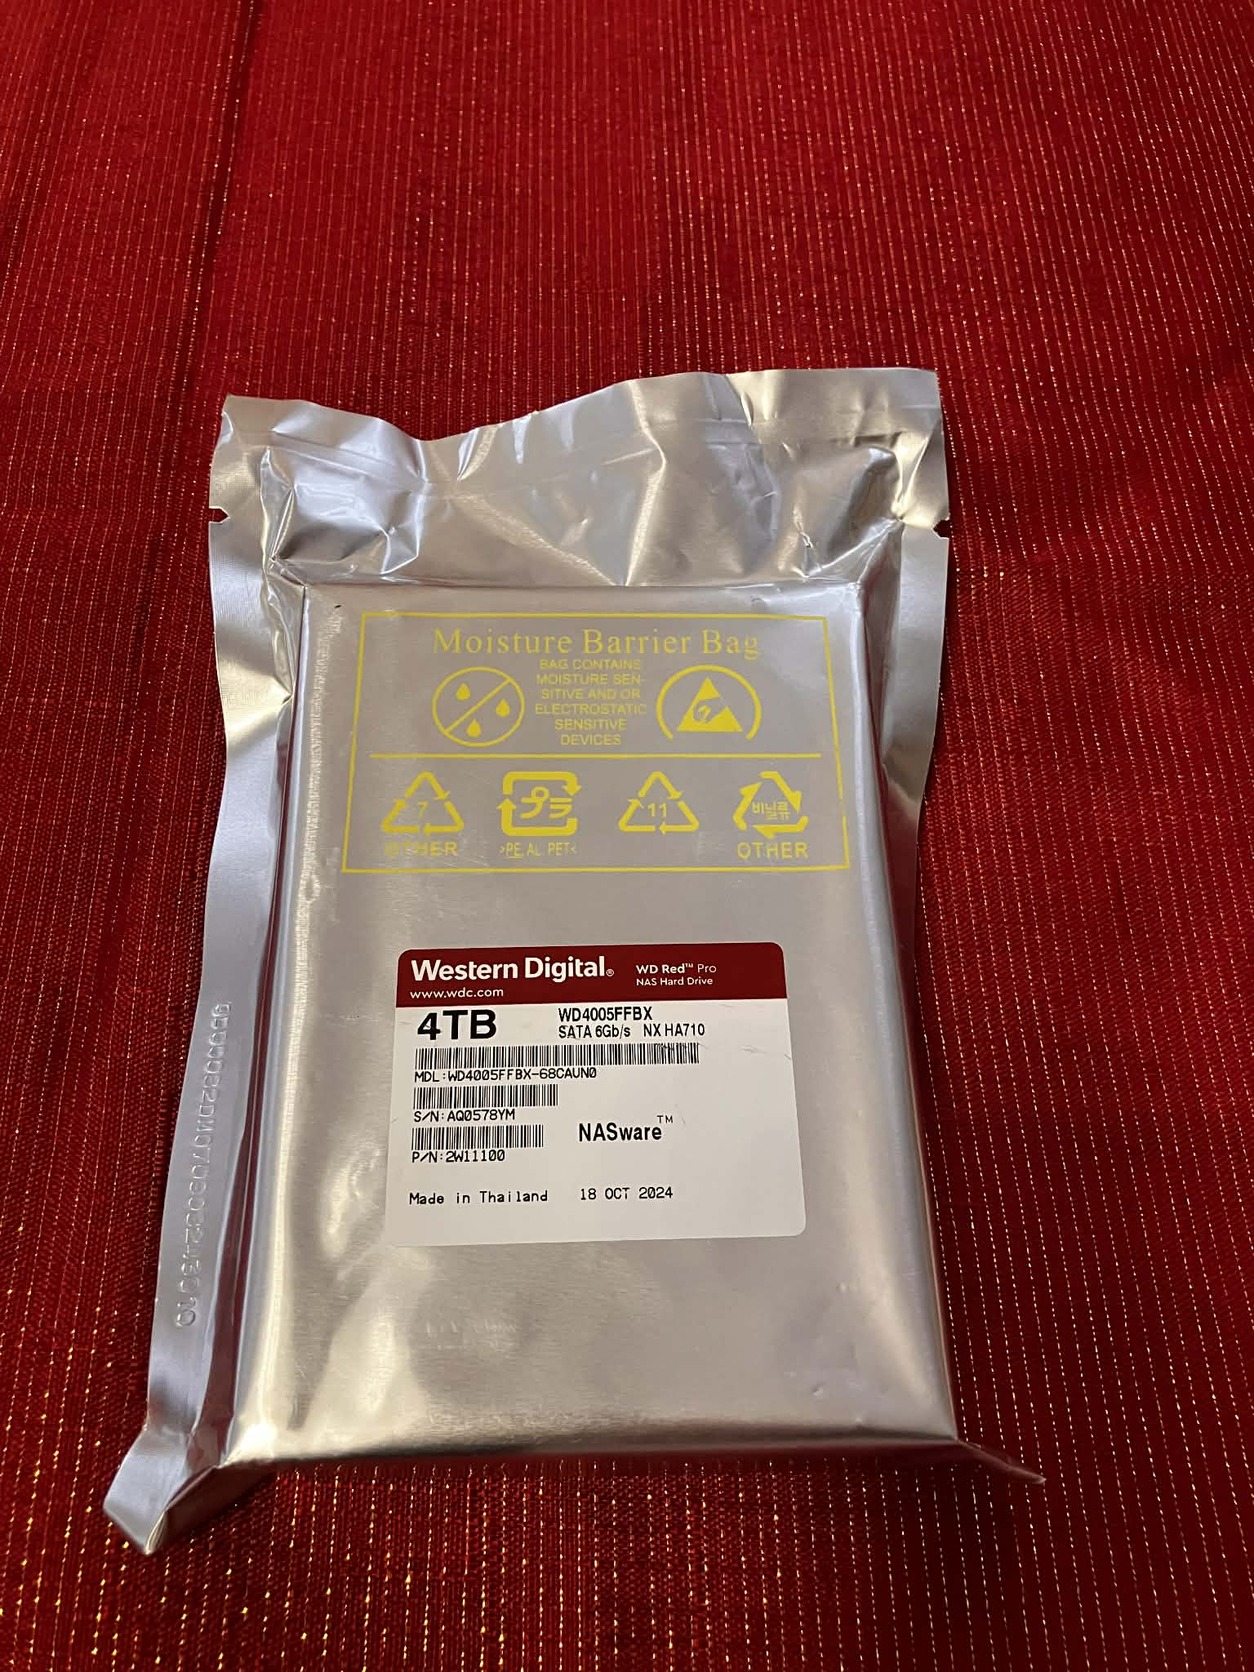 Moisture Barrier Bag
BAG CONTAINS
MOISTURE SEN-
SITIVE AND OR
ELECTROSTATIC
SENSITIVE
DEVICES
7
プラ
11
비닐류
OTHER
>PE, AL, PET<
OTHER
Western Digital®
WD Red™ Pro
www.wdc.com
NAS Hard Drive
4TB
WD4005FFBX
SATA 6Gb/s NX HA710
MDL:WD4005FFBX-68CAUN0
S/N:AQ0578YM
NASware™
P/N:2W11100
Made in Thailand 18 OCT 2024